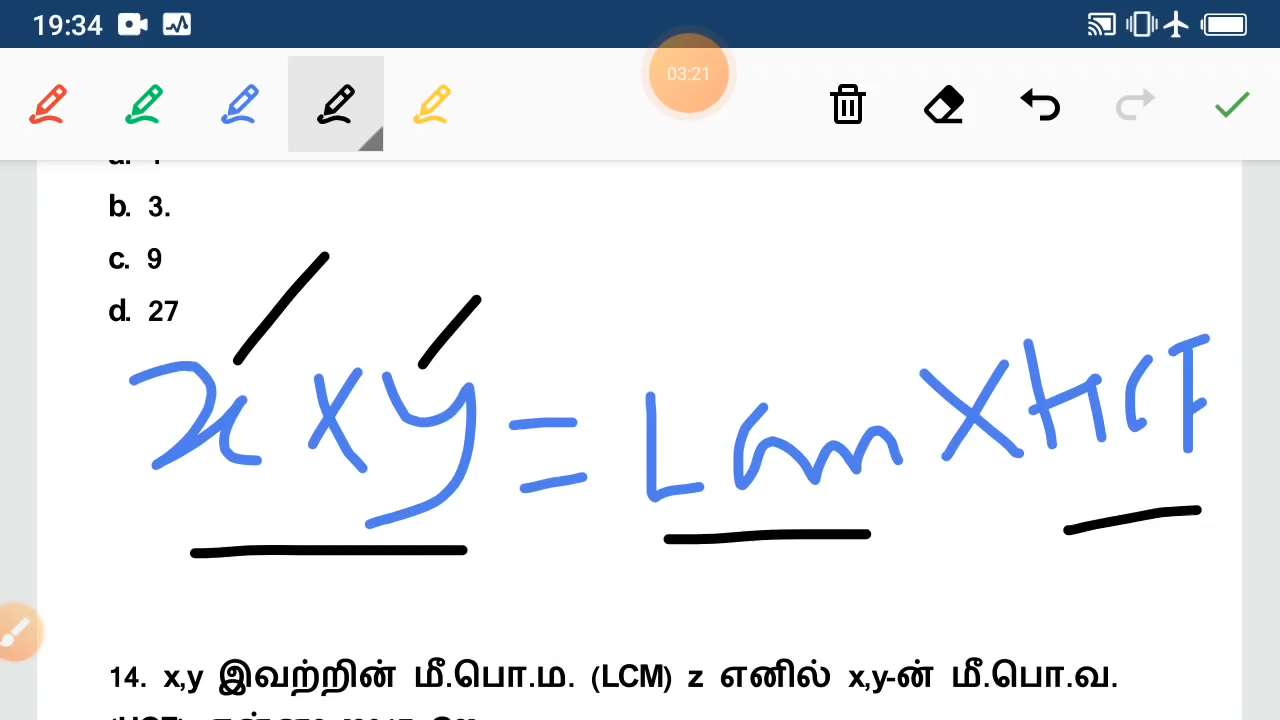 19:34
03:21
b. 3.
c. 9
d. 27
x x y = Lcm X HCF
14. x,y இவற்றின் மீ.பொ.ம. (LCM) z எனில் x,y-ன் மீ.பொ.வ.